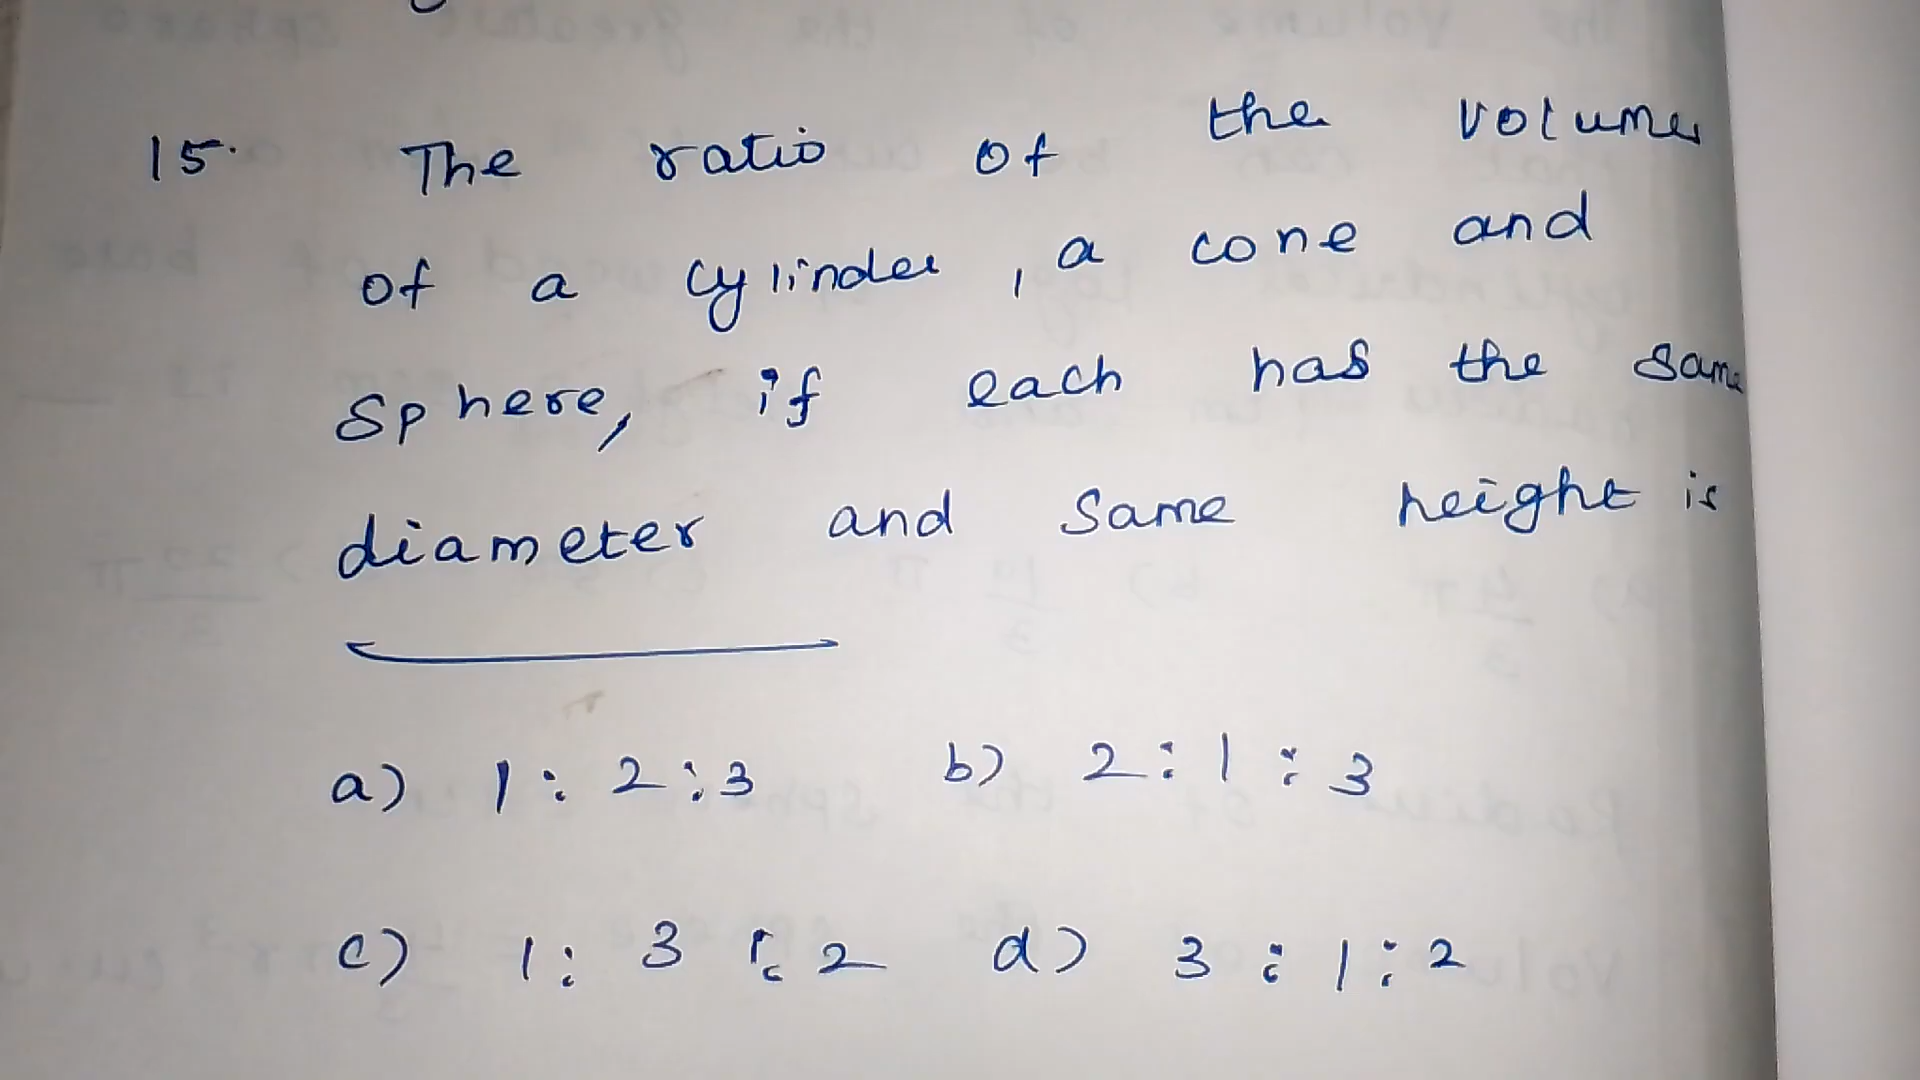 15. The ratio of the volumes
of a cylinder, a cone and
Sphere, if each has the same
diameter and same height is
a) 1 : 2 : 3 b) 2 : 1 : 3
c) 1 : 3 : 2 d) 3 : 1 : 2